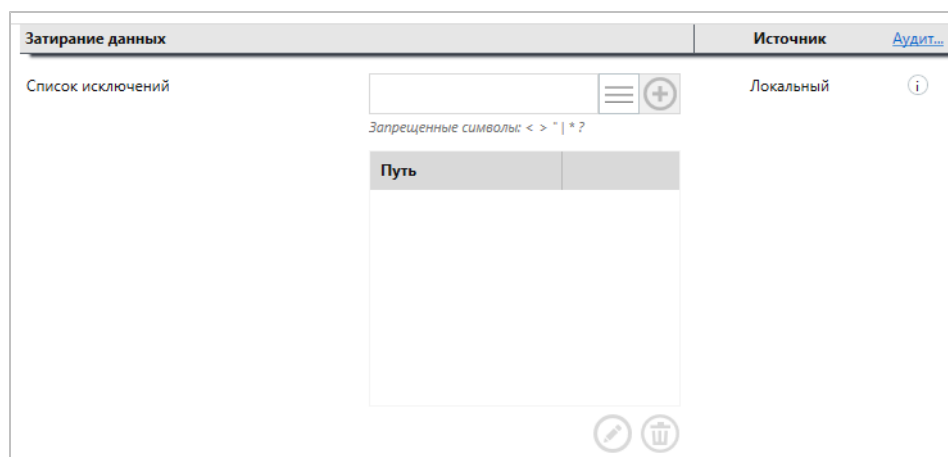 Затирание данных Источник Аудит...
Список исключений Локальный i
Запрещенные символы: < > " | * ?
Путь